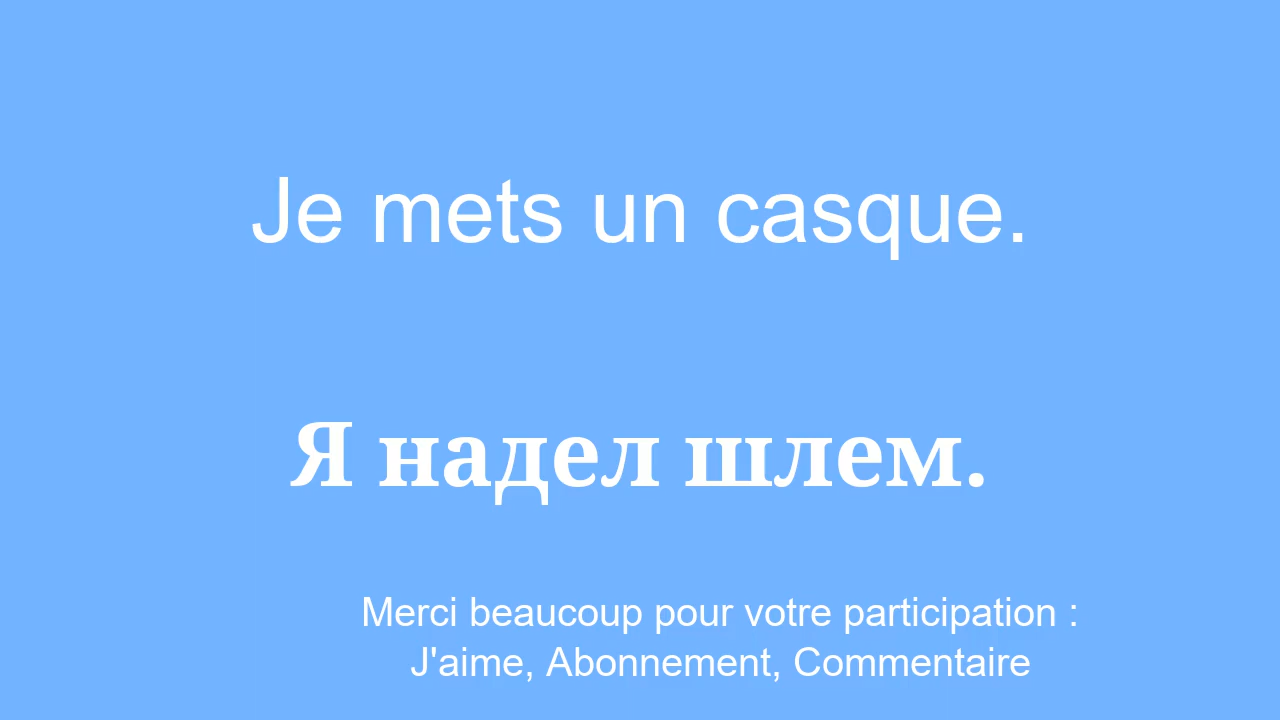 Je mets un casque.
Я надел шлем.
Merci beaucoup pour votre participation :
J'aime, Abonnement, Commentaire